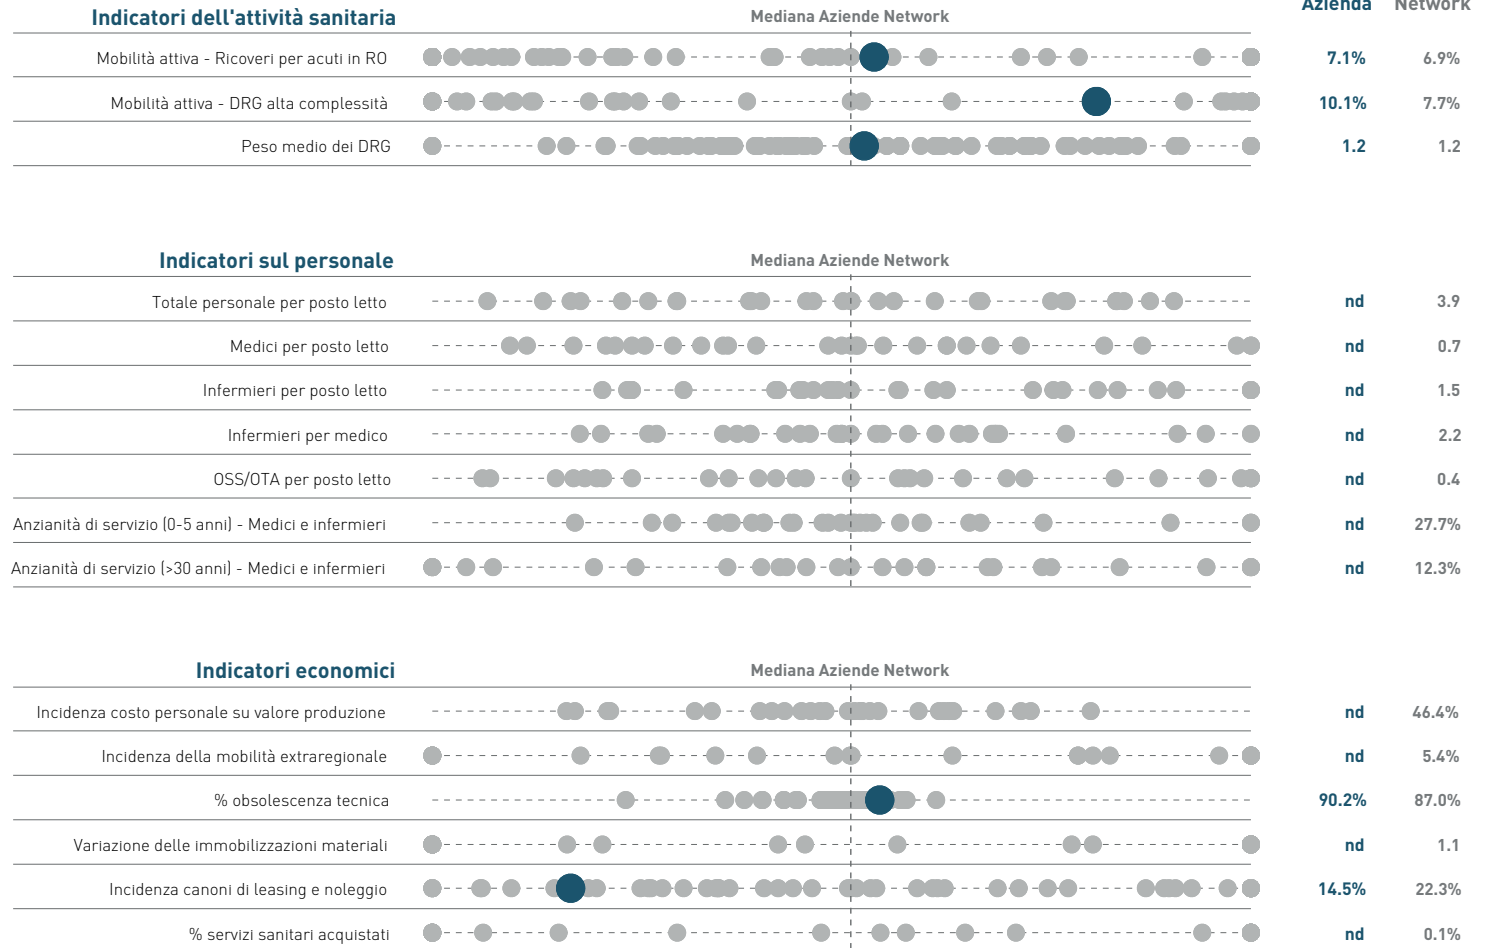 Azienda Network
Indicatori dell'attività sanitaria Mediana Aziende Network
Mobilità attiva - Ricoveri per acuti in RO 7.1% 6.9%
Mobilità attiva - DRG alta complessità 10.1% 7.7%
Peso medio dei DRG 1.2 1.2
Indicatori sul personale Mediana Aziende Network
Totale personale per posto letto nd 3.9
Medici per posto letto nd 0.7
Infermieri per posto letto nd 1.5
Infermieri per medico nd 2.2
OSS/OTA per posto letto nd 0.4
Anzianità di servizio (0-5 anni) - Medici e infermieri nd 27.7%
Anzianità di servizio (>30 anni) - Medici e infermieri nd 12.3%
Indicatori economici Mediana Aziende Network
Incidenza costo personale su valore produzione nd 46.4%
Incidenza della mobilità extraregionale nd 5.4%
% obsolescenza tecnica 90.2% 87.0%
Variazione delle immobilizzazioni materiali nd 1.1
Incidenza canoni di leasing e noleggio 14.5% 22.3%
% servizi sanitari acquistati nd 0.1%